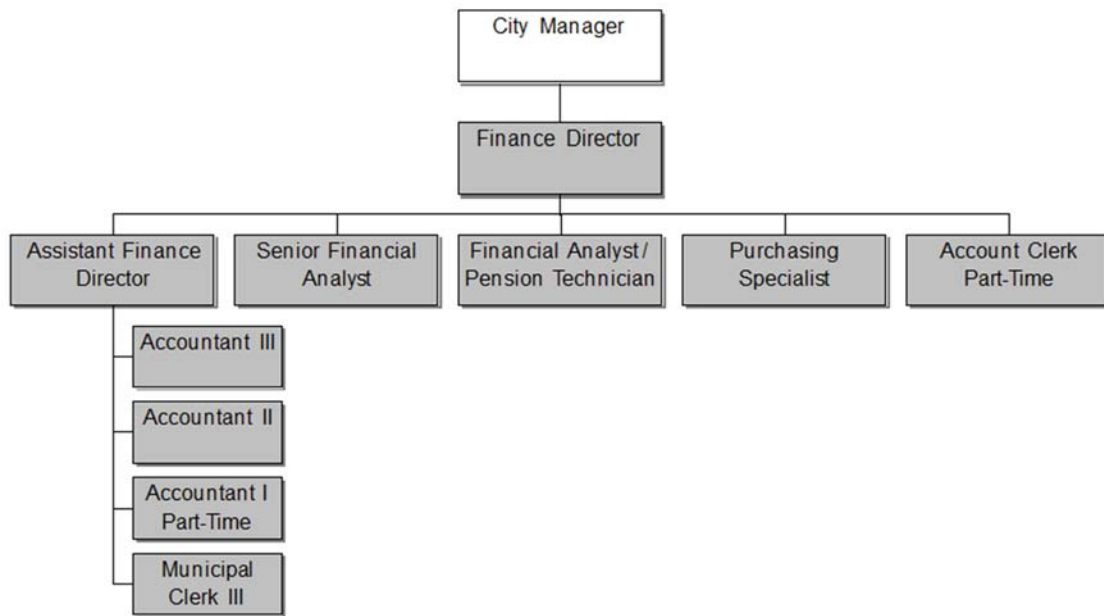 City Manager
Finance Director
Assistant Finance
Director
Senior Financial
Analyst
Financial Analyst/
Pension Technician
Purchasing
Specialist
Account Clerk
Part-Time
Accountant III
Accountant II
Accountant I
Part-Time
Municipal
Clerk III